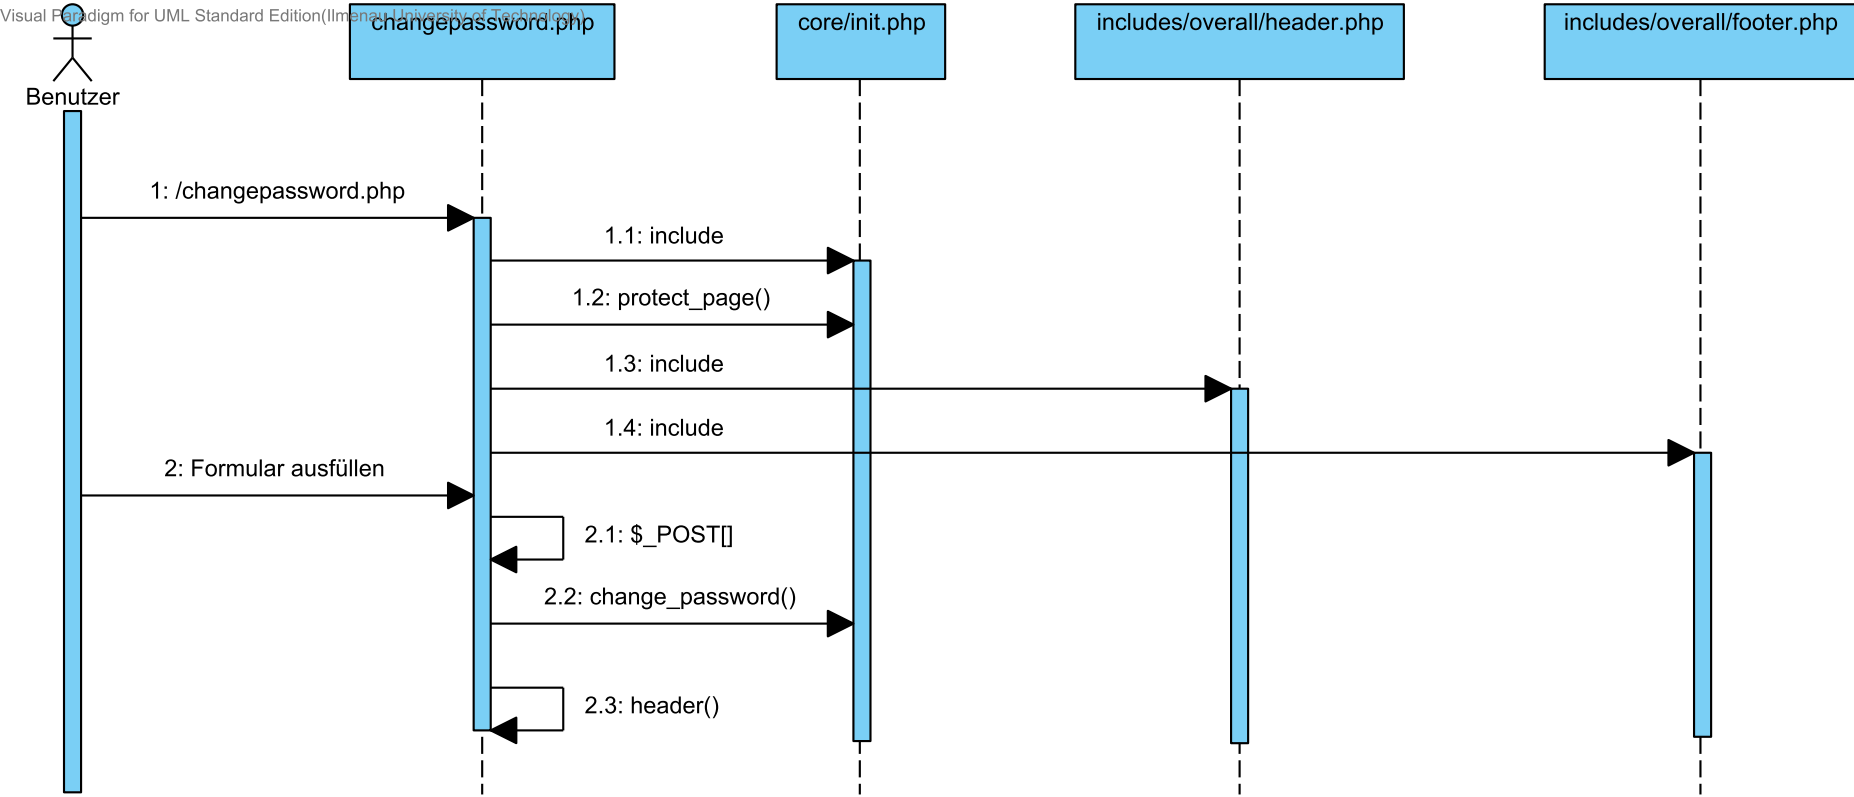 Visual Paradigm for UML Standard Edition(Ilmenau University of Technology)
changepassword.php
core/init.php
includes/overall/header.php
includes/overall/footer.php
Benutzer
1: /changepassword.php
1.1: include
1.2: protect_page()
1.3: include
1.4: include
2: Formular ausfüllen
2.1: $_POST[]
2.2: change_password()
2.3: header()